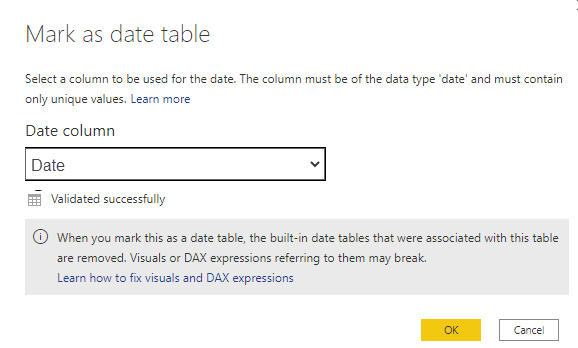 Mark as date table
Select a column to be used for the date. The column must be of the data type 'date' and must contain
only unique values. Learn more
Date column
Date
Validated successfully
When you mark this as a date table, the built-in date tables that were associated with this table
are removed. Visuals or DAX expressions referring to them may break.
Learn how to fix visuals and DAX expressions
OK Cancel